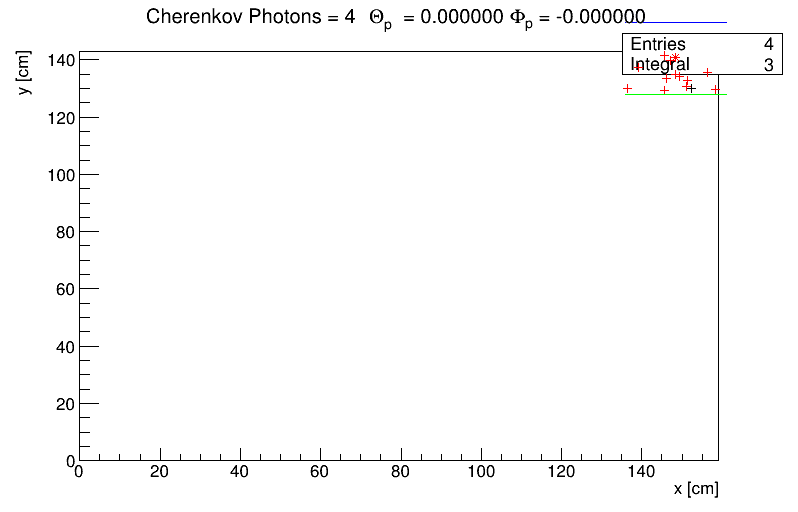 Cherenkov Photons = 4 Θp = 0.000000 Φp = -0.000000
Entries 4
Integral 3
y [cm]
140
120
100
80
60
40
20
0
0 20 40 60 80 100 120 140
x [cm]